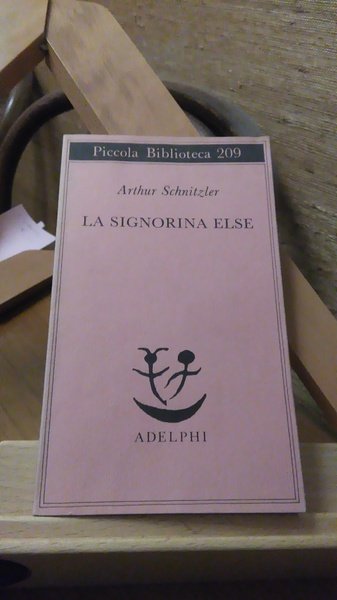 Piccola Biblioteca 209
Arthur Schnitzler
LA SIGNORINA ELSE
ADELPHI